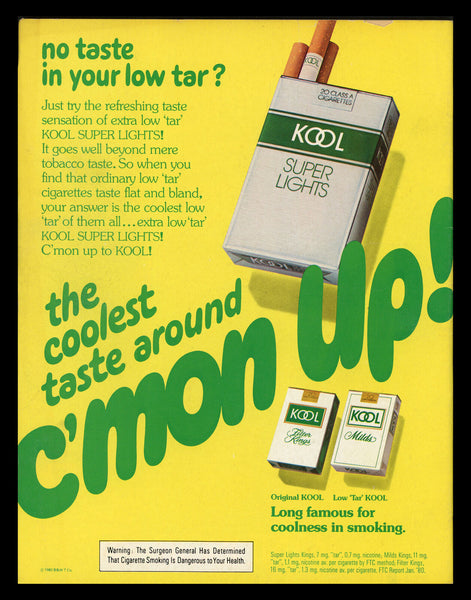 no taste
in your low tar?
Just try the refreshing taste
sensation of extra low 'tar'
KOOL SUPER LIGHTS!
It goes well beyond mere
tobacco taste. So when you
find that ordinary low 'tar'
cigarettes taste flat and bland,
your answer is the coolest low
'tar' of them all...extra low 'tar'
KOOL SUPER LIGHTS!
C'mon up to KOOL!
20 CLASS A
CIGARETTES
KOOL
SUPER
LIGHTS
KOOL
the
coolest
taste around
c'mon up!
KOOL
Filter
Kings
KOOL
Milds
Original KOOL Low 'Tar' KOOL
Long famous for
coolness in smoking.
Warning: The Surgeon General Has Determined
That Cigarette Smoking Is Dangerous to Your Health.
Super Lights Kings, 7 mg. "tar", 0.7 mg. nicotine, Milds Kings, 11 mg.
"tar", 1.1 mg. nicotine av. per cigarette by FTC method; Filter Kings,
16 mg. "tar", 1.3 mg. nicotine av. per cigarette, FTC Report Jan. '80.